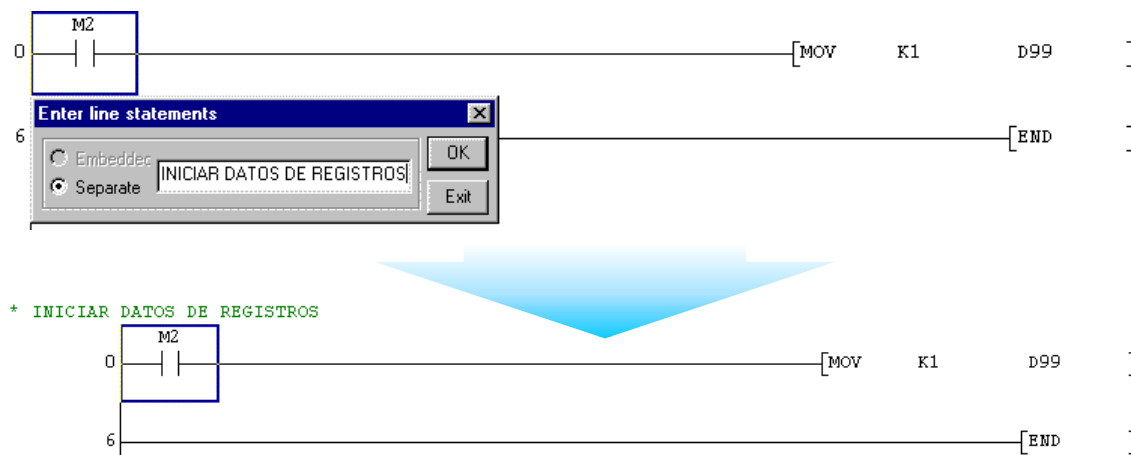 M2
0 [MOV K1 D99 ]
Enter line statements
6 [END ]
Embedded
INICIAR DATOS DE REGISTROS
Separate
OK
Exit
* INICIAR DATOS DE REGISTROS
M2
0 [MOV K1 D99 ]
6 [END ]